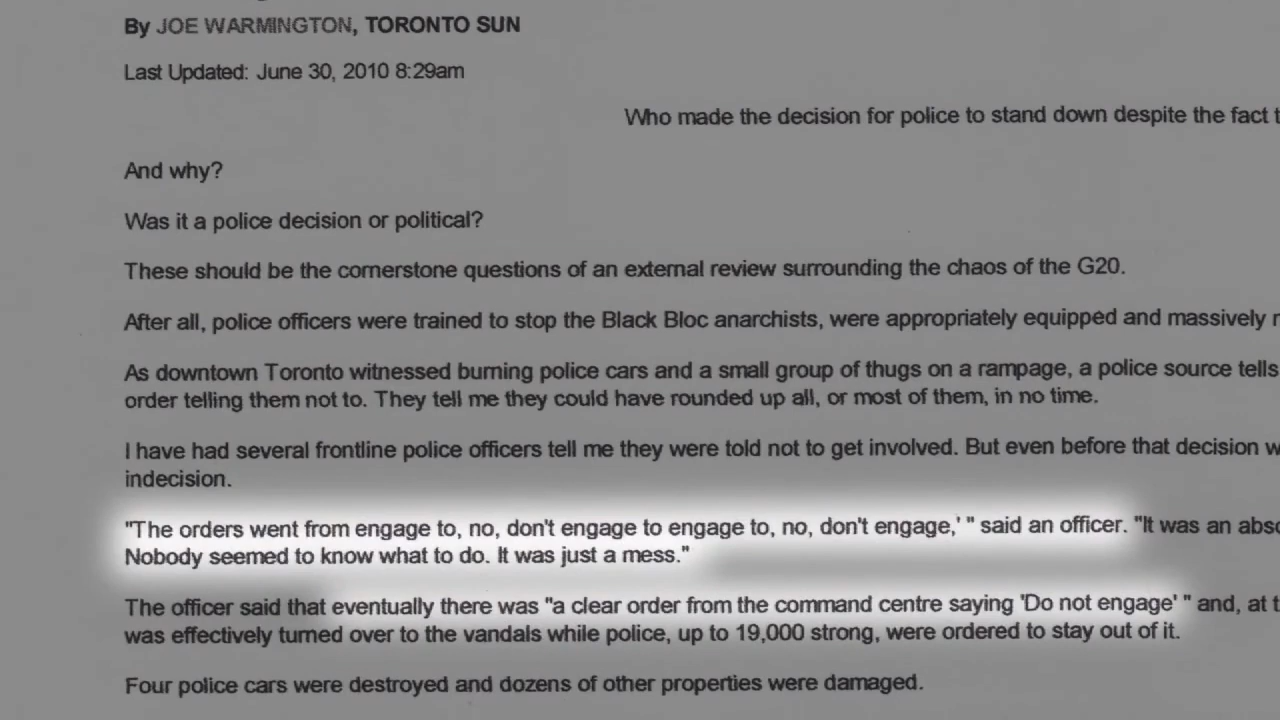 By JOE WARMINGTON, TORONTO SUN
Last Updated: June 30, 2010 8:29am
Who made the decision for police to stand down despite the fact
And why?
Was it a police decision or political?
These should be the cornerstone questions of an external review surrounding the chaos of the G20.
After all, police officers were trained to stop the Black Bloc anarchists, were appropriately equipped and massively
As downtown Toronto witnessed burning police cars and a small group of thugs on a rampage, a police source tells
order telling them not to. They tell me they could have rounded up all, or most of them, in no time.
I have had several frontline police officers tell me they were told not to get involved. But even before that decision
indecision.
"The orders went from engage to, no, don't engage to engage to, no, don't engage,' " said an officer. "It was an
Nobody seemed to know what to do. It was just a mess."
The officer said that eventually there was "a clear order from the command centre saying 'Do not engage' " and, at
was effectively turned over to the vandals while police, up to 19,000 strong, were ordered to stay out of it.
Four police cars were destroyed and dozens of other properties were damaged.